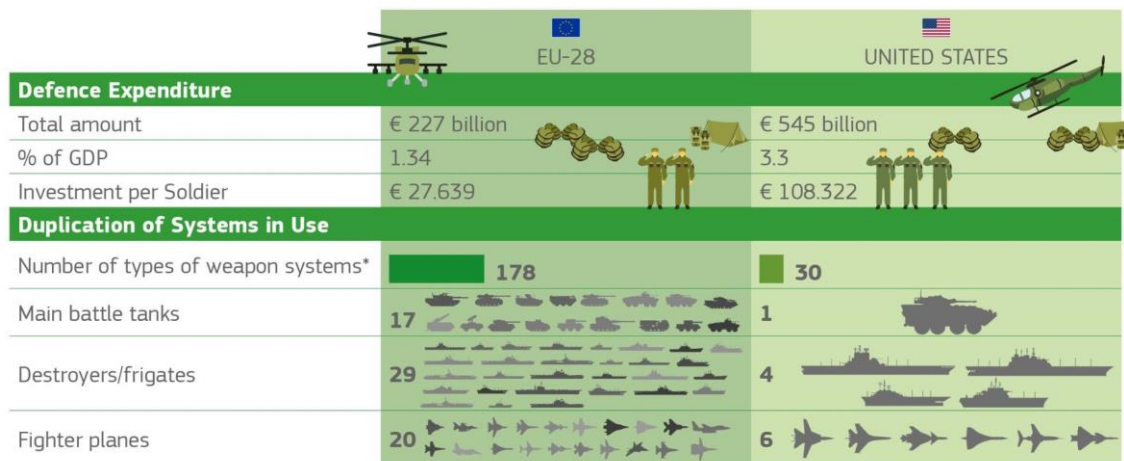 EU-28
UNITED STATES
Defence Expenditure
Total amount
€ 227 billion
€ 545 billion
% of GDP
1.34
3.3
Investment per Soldier
€ 27.639
€ 108.322
Duplication of Systems in Use
Number of types of weapon systems*
178
30
Main battle tanks
17
1
Destroyers/frigates
29
4
Fighter planes
20
6